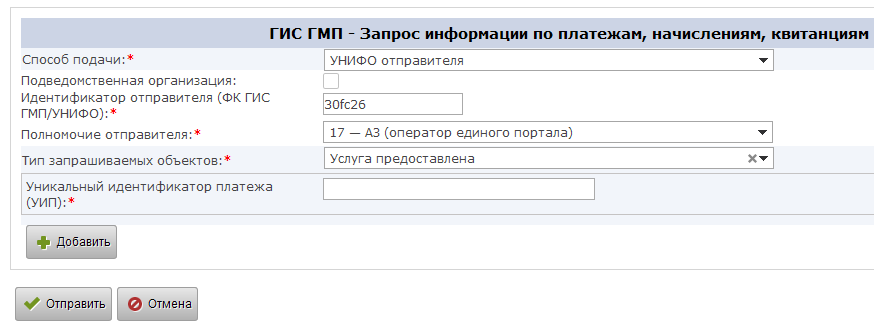 ГИС ГМП - Запрос информации по платежам, начислениям, квитанциям
Способ подачи:* УНИФО отправителя
Подведомственная организация:
Идентификатор отправителя (ФК ГИС
ГМП/УНИФО):* 30fc26
Полномочие отправителя:* 17 — АЗ (оператор единого портала)
Тип запрашиваемых объектов:* Услуга предоставлена
Уникальный идентификатор платежа
(УИП):*
Добавить
Отправить Отмена